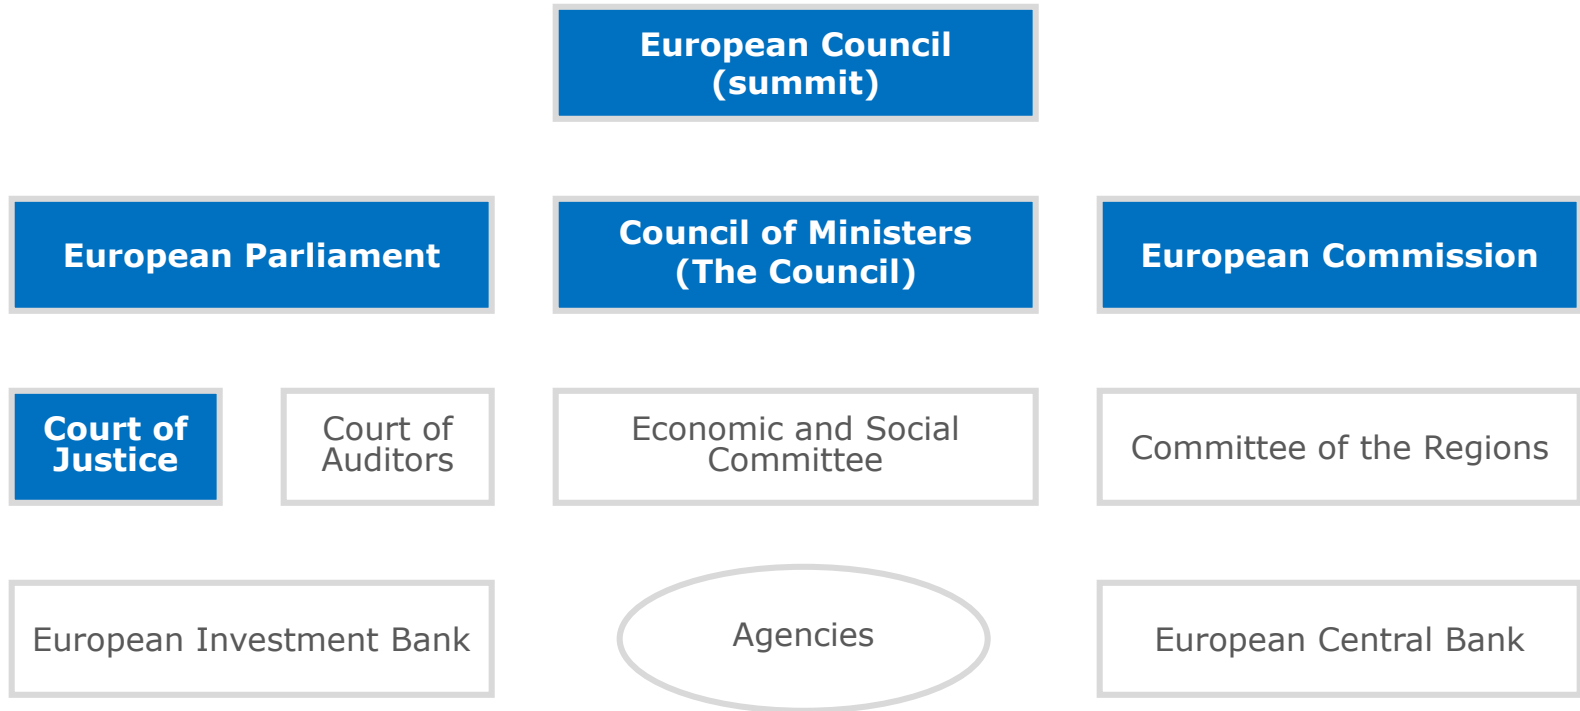 European Council
(summit)
European Parliament
Council of Ministers
(The Council)
European Commission
Court of
Justice
Court of
Auditors
Economic and Social
Committee
Committee of the Regions
European Investment Bank
Agencies
European Central Bank